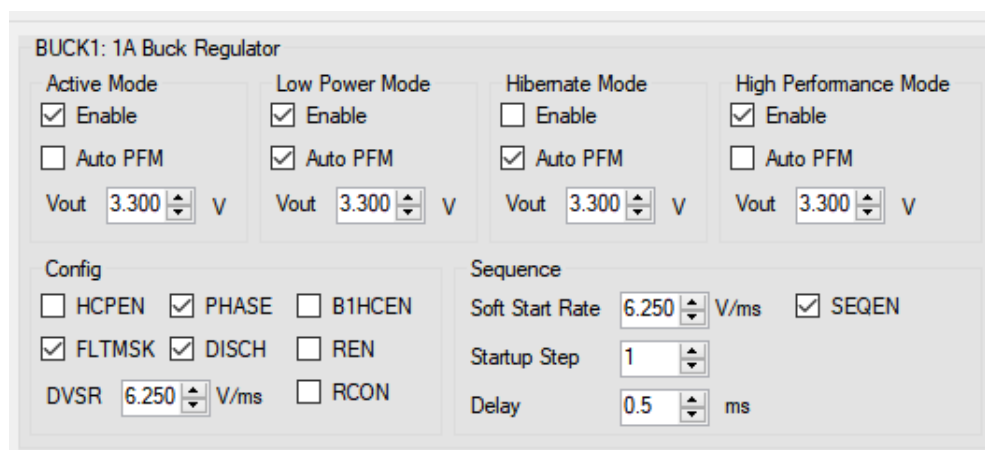 BUCK1: 1A Buck Regulator
Active Mode
Enable
Auto PFM
Vout 3.300 V
Low Power Mode
Enable
Auto PFM
Vout 3.300 V
Hibernate Mode
Enable
Auto PFM
Vout 3.300 V
High Performance Mode
Enable
Auto PFM
Vout 3.300 V
Config
HCPEN PHASE B1HCEN
FLTMSK DISCH REN
DVSR 6.250 V/ms RCON
Sequence
Soft Start Rate 6.250 V/ms SEQEN
Startup Step 1
Delay 0.5 ms